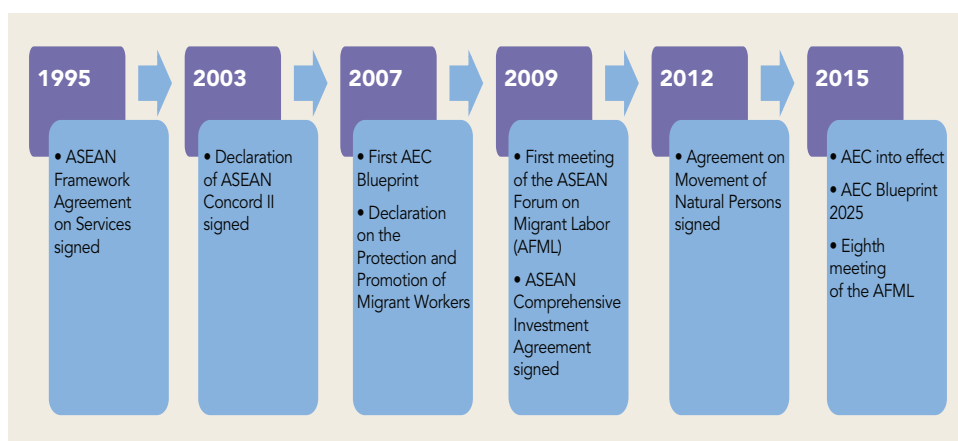 1995
• ASEAN
Framework
Agreement
on Services
signed
2003
• Declaration
of ASEAN
Concord II
signed
2007
• First AEC
Blueprint
• Declaration
on the
Protection and
Promotion of
Migrant Workers
2009
• First meeting
of the ASEAN
Forum on
Migrant Labor
(AFML)
• ASEAN
Comprehensive
Investment
Agreement
signed
2012
• Agreement on
Movement of
Natural Persons
signed
2015
• AEC into effect
• AEC Blueprint
2025
• Eighth
meeting
of the AFML